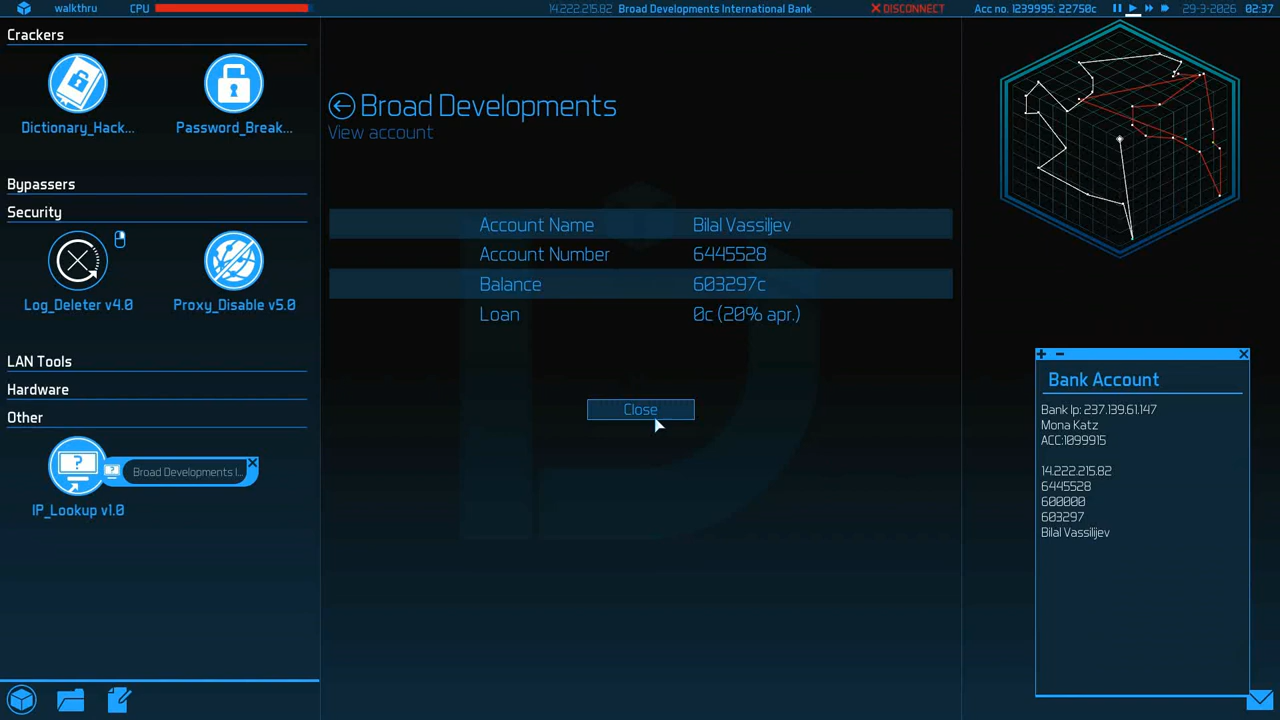 walkthru
CPU
14.222.215.82 Broad Developments International Bank
DISCONNECT
Acc no. 1239995: 22750c
29-3-2026 02:37
Crackers
Dictionary_Hack...
Password_Break...
Bypassers
Security
Log_Deleter v4.0
Proxy_Disable v5.0
LAN Tools
Hardware
Other
Broad Developments I...
IP_Lookup v1.0
Broad Developments
View account
Account Name Bilal Vassiljev
Account Number 6445528
Balance 603297c
Loan 0c (20% apr.)
Close
Bank Account
Bank Ip: 237.139.61.147
Mona Katz
ACC:1099915
14.222.215.82
6445528
600000
603297
Bilal Vassilijev